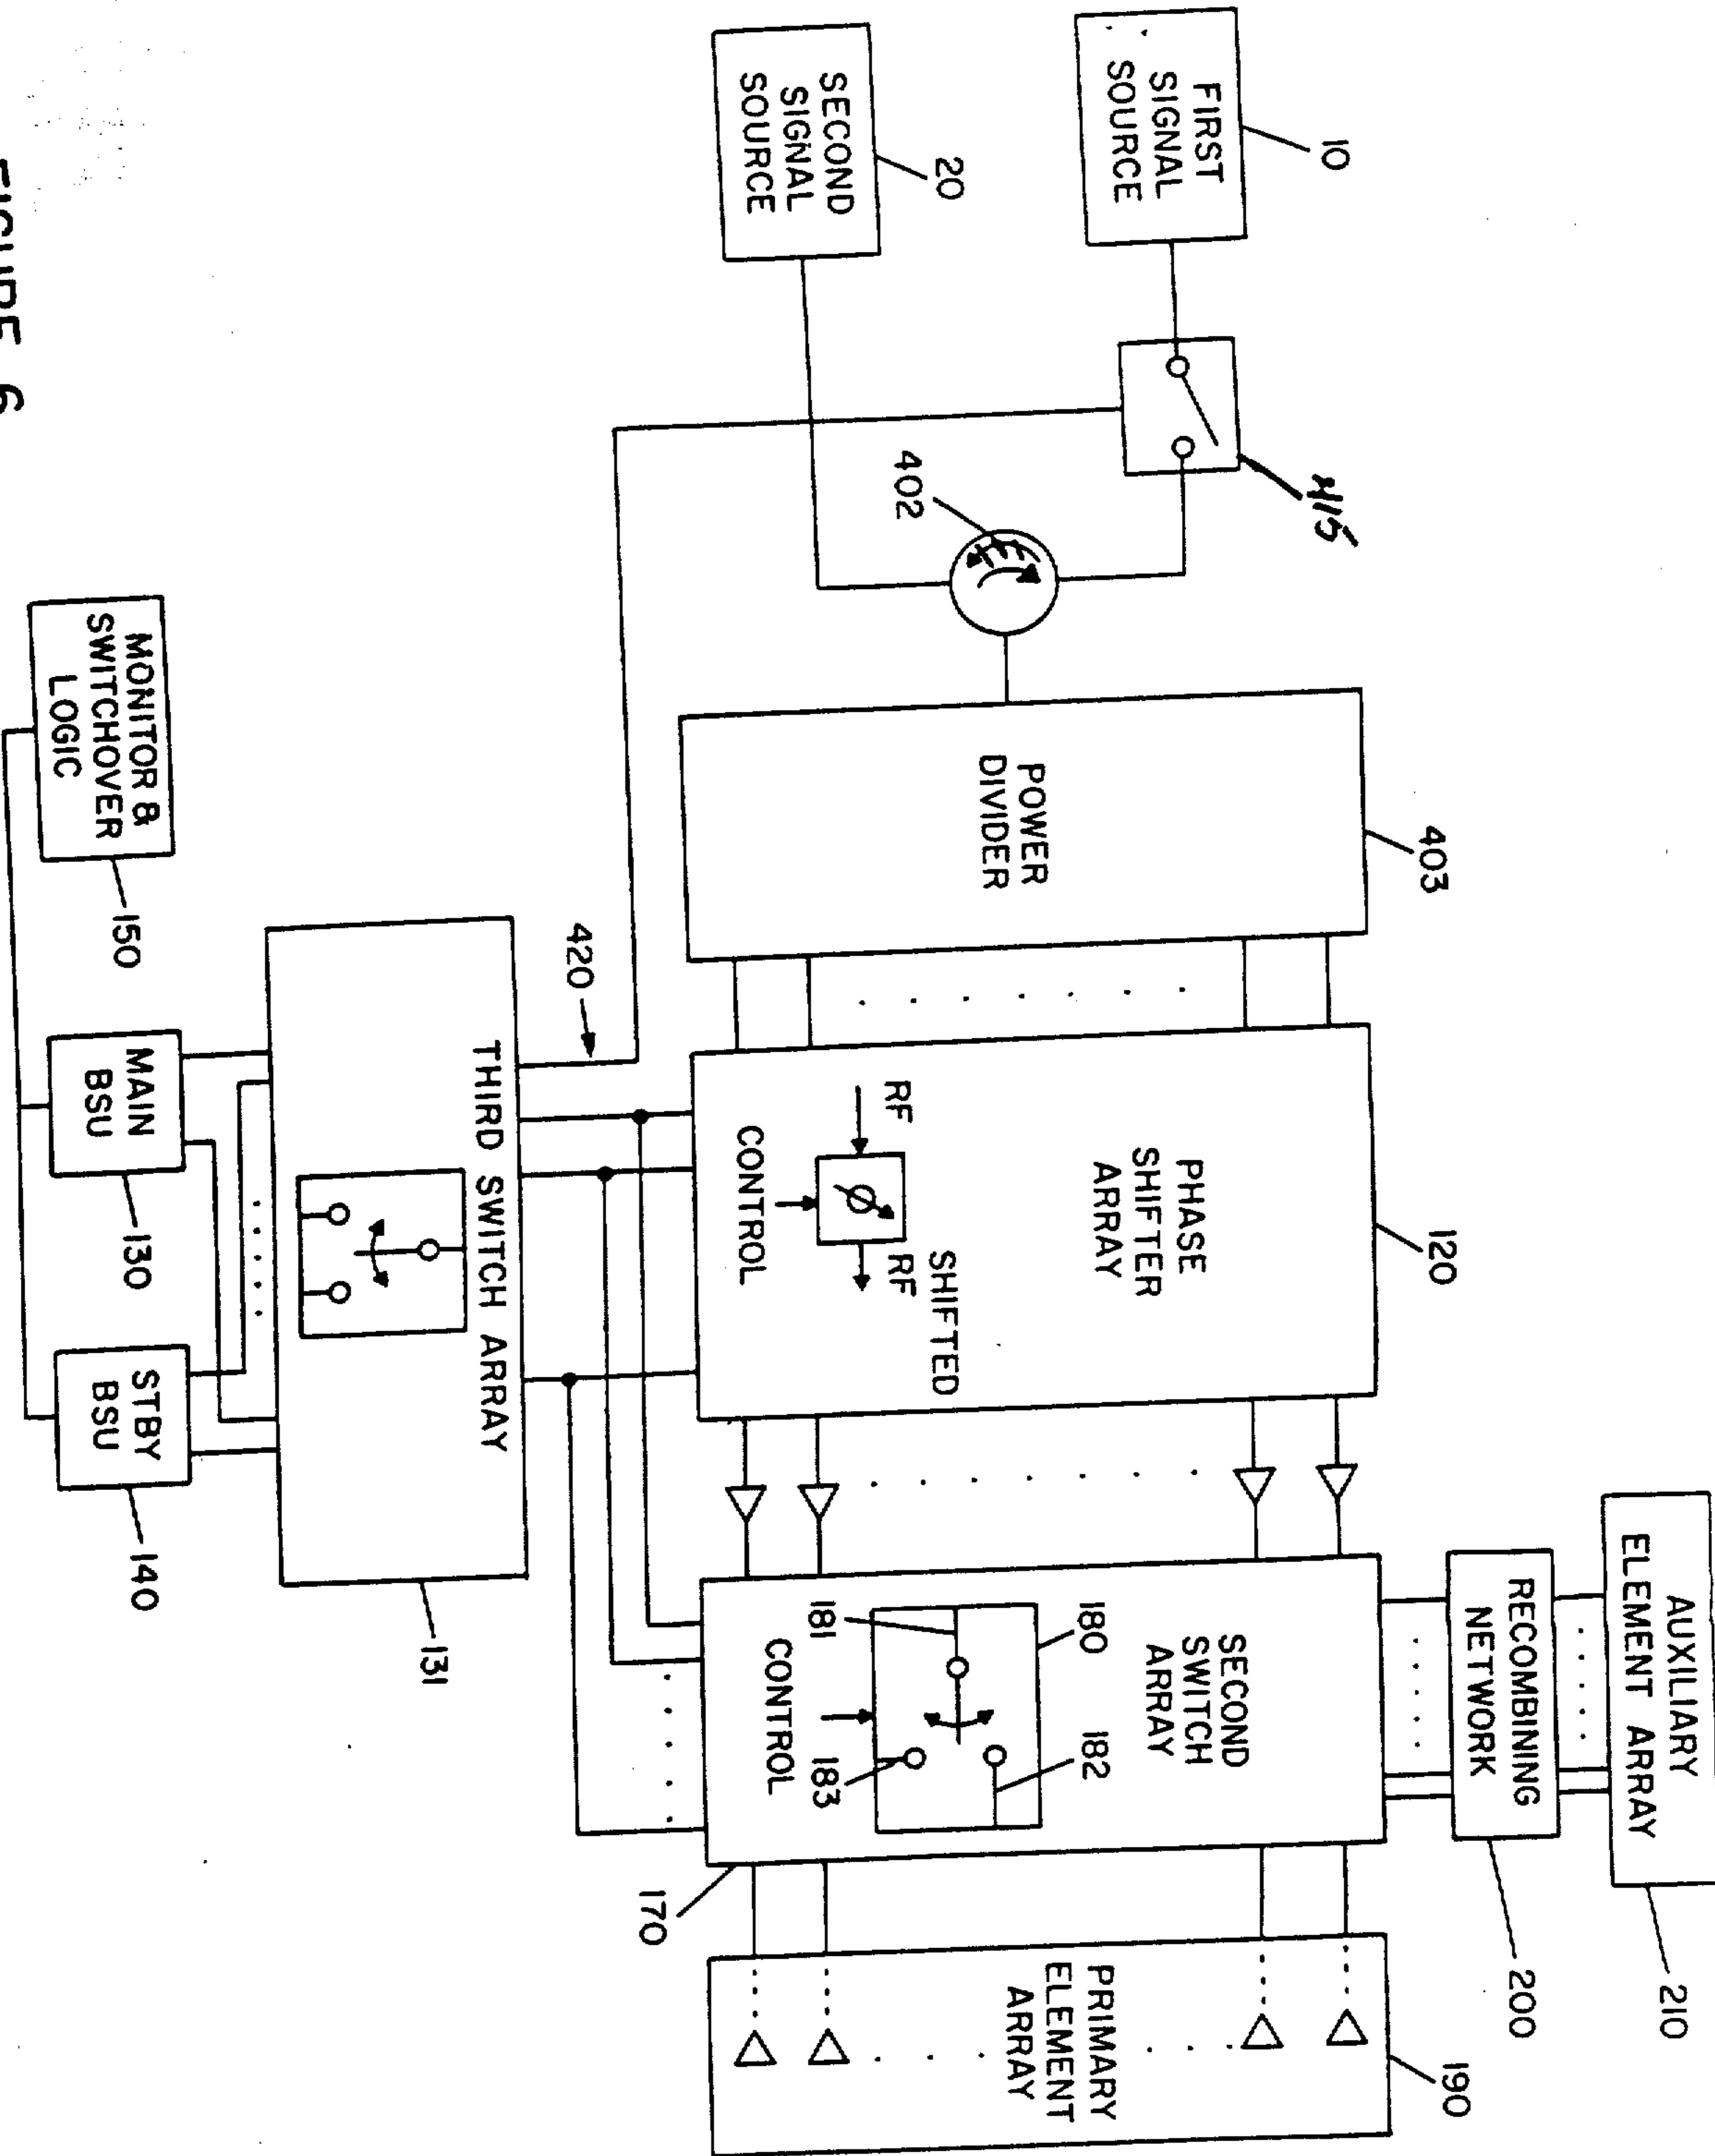 10
FIRST
SIGNAL
SOURCE
415
20
SECOND
SIGNAL
SOURCE
402
403
POWER
DIVIDER
120
PHASE
SHIFTER
ARRAY
RF
SHIFTED
RF
CONTROL
AUXILIARY
ELEMENT ARRAY
210
RECOMBINING
NETWORK
200
SECOND
SWITCH
ARRAY
180
182
181
183
CONTROL
170
190
PRIMARY
ELEMENT
ARRAY
420
THIRD SWITCH ARRAY
131
MONITOR &
SWITCHOVER
LOGIC
150
MAIN
BSU
130
STBY
BSU
140
FIGURE 6